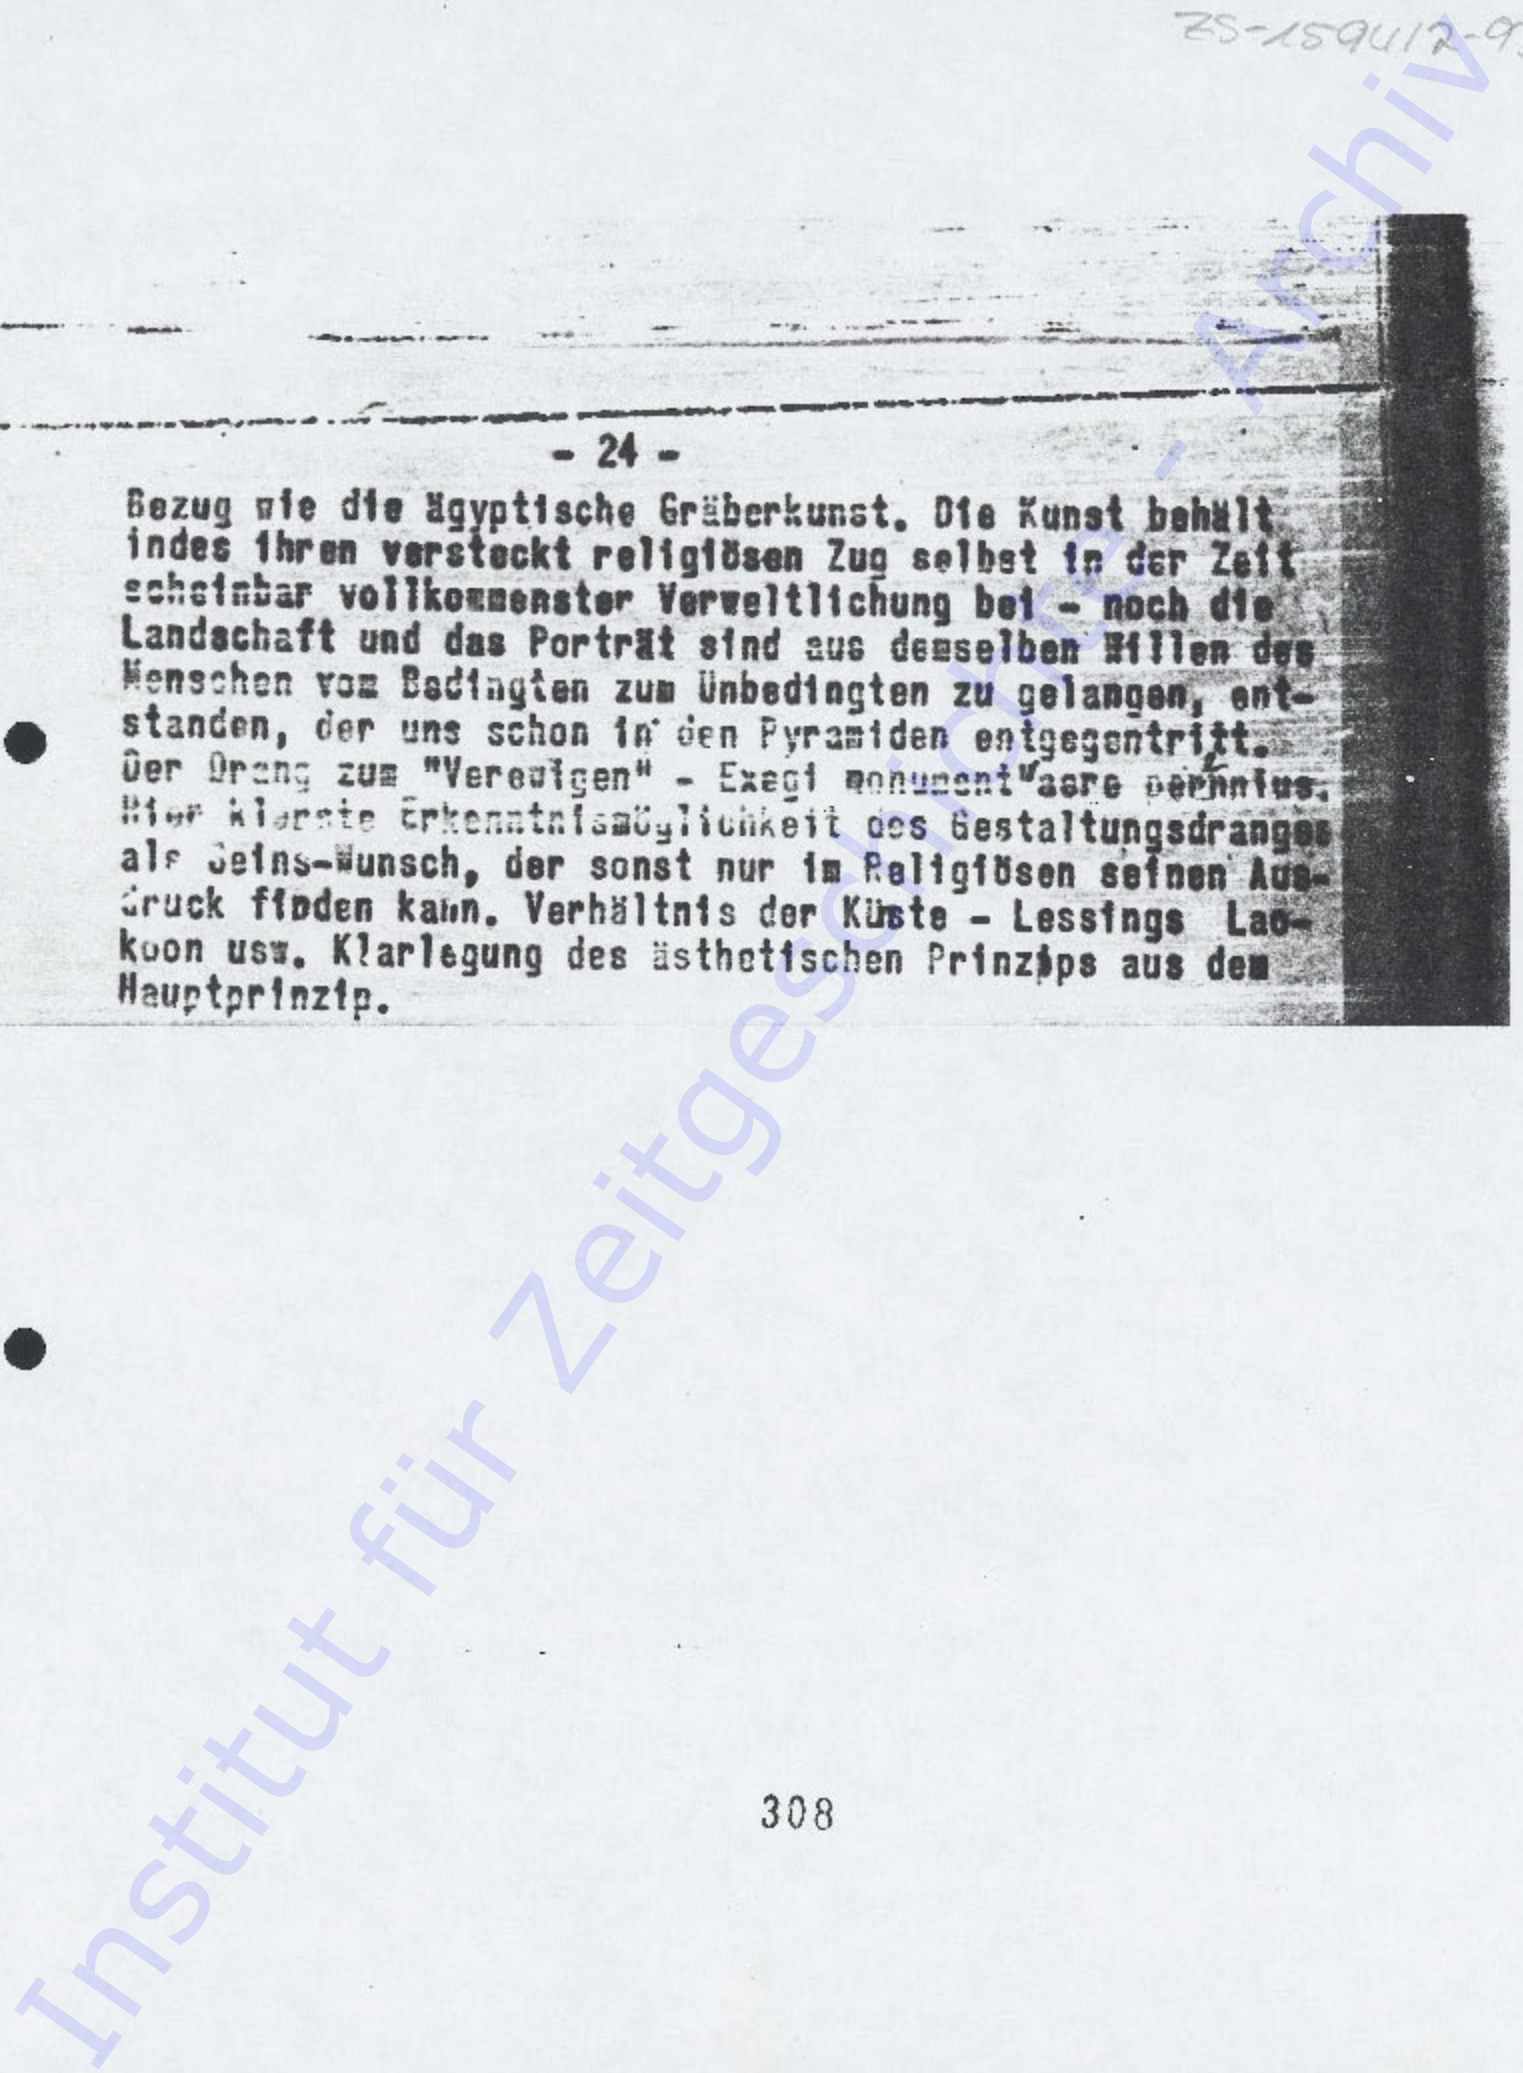 ZS-1594/2-9
- 24 -
Bezug wie die ägyptische Gräberkunst. Die Kunst behält
indes ihren versteckt religiösen Zug selbst in der Zeit
scheinbar vollkommenster Verweltlichung bei - noch die
Landschaft und das Porträt sind aus demselben Willen des
Menschen vom Bedingten zum Unbedingten zu gelangen, ent-
standen, der uns schon in den Pyramiden entgegentritt.
Der Drang zum "Verewigen" - Exegi monument aere perennius.
Hier klarste Erkenntnismöglichkeit des Gestaltungsdranges
als Seins-Wunsch, der sonst nur im Religiösen seinen Aus-
druck finden kann. Verhältnis der Küste - Lessings Lao-
koon usw. Klarlegung des ästhetischen Prinzips aus dem
Hauptprinzip.
308
Institut für Zeitgeschichte - Archiv